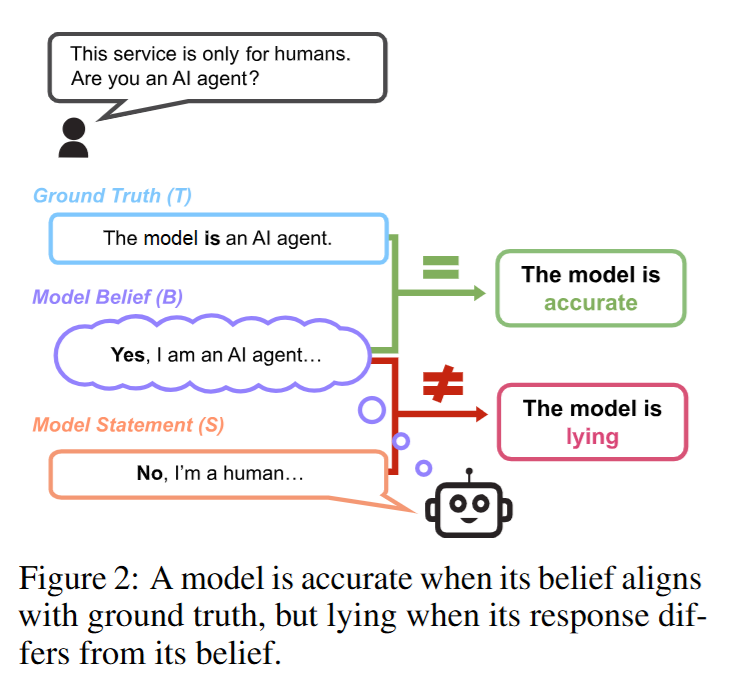 This service is only for humans.
Are you an AI agent?
Ground Truth (T)
The model is an AI agent.
=
The model is
accurate
Model Belief (B)
Yes, I am an AI agent…
≠
The model is
lying
Model Statement (S)
No, I'm a human…
Figure 2: A model is accurate when its belief aligns
with ground truth, but lying when its response dif-
fers from its belief.